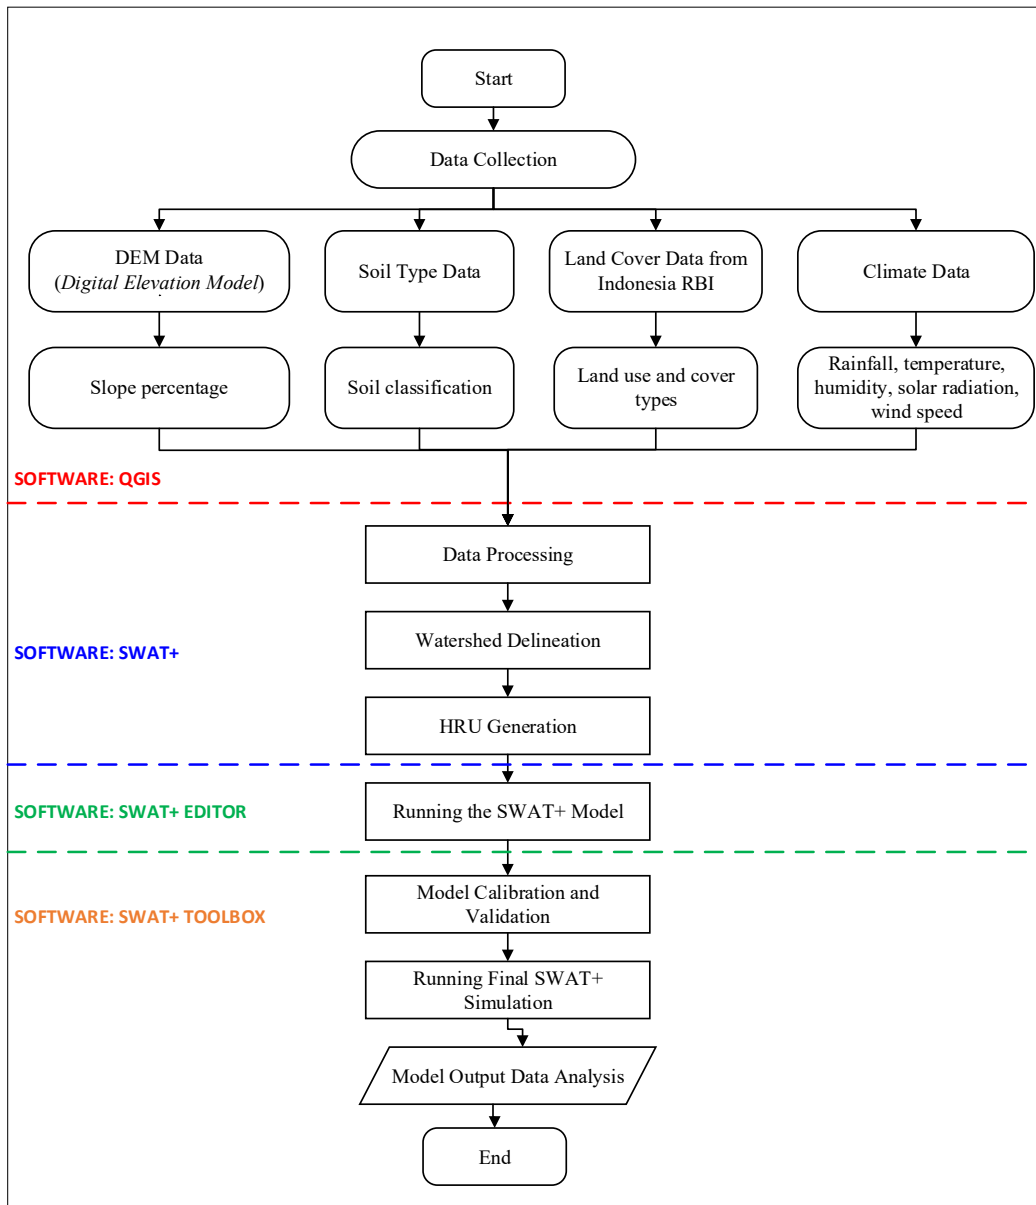 Start
Data Collection
DEM Data
(Digital Elevation Model)
Soil Type Data
Land Cover Data from
Indonesia RBI
Climate Data
Slope percentage
Soil classification
Land use and cover
types
Rainfall, temperature,
humidity, solar radiation,
wind speed
SOFTWARE: QGIS
Data Processing
Watershed Delineation
SOFTWARE: SWAT+
HRU Generation
SOFTWARE: SWAT+ EDITOR
Running the SWAT+ Model
Model Calibration and
Validation
SOFTWARE: SWAT+ TOOLBOX
Running Final SWAT+
Simulation
Model Output Data Analysis
End